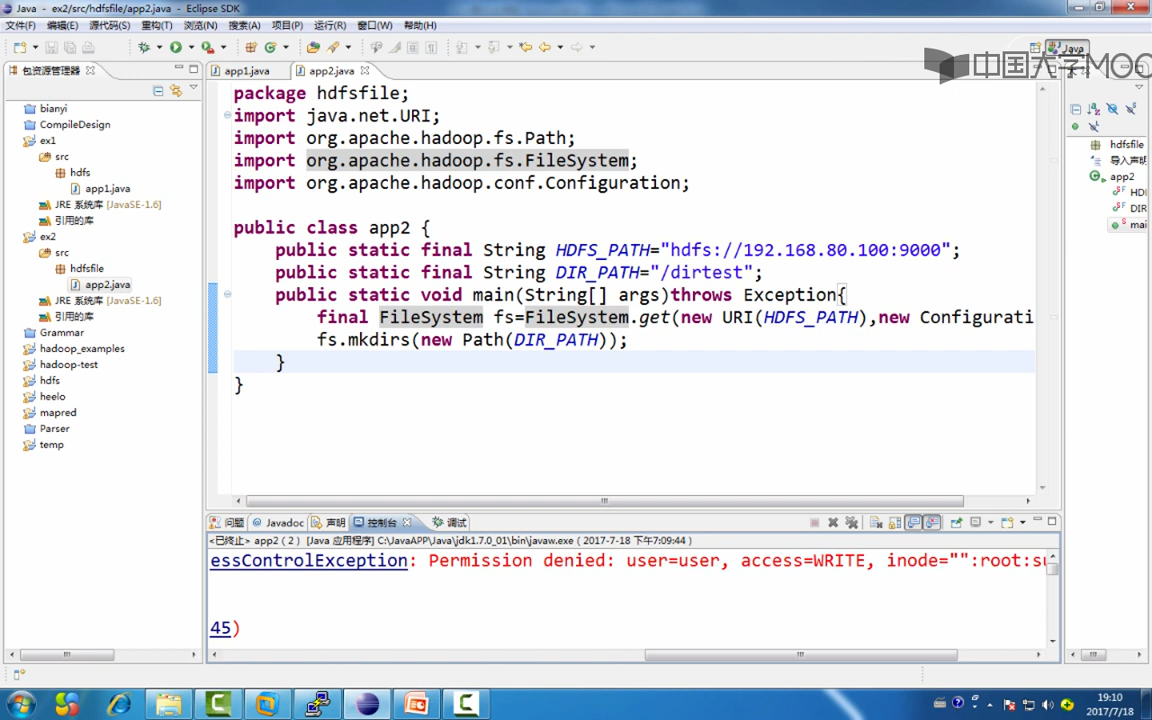 Java - ex2/src/hdfsfile/app2.java - Eclipse SDK
文件(F) 编辑(E) 源代码(S) 重构(T) 浏览(N) 搜索(A) 项目(P) 运行(R) 窗口(W) 帮助(H)
Java
中国大学MOC
包资源管理器
app1.java
app2.java
bianyi
CompileDesign
ex1
src
hdfs
app1.java
JRE 系统库 [JavaSE-1.6]
引用的库
ex2
src
hdfsfile
app2.java
JRE 系统库 [JavaSE-1.6]
引用的库
Grammar
hadoop_examples
hadoop-test
hdfs
heelo
mapred
Parser
temp
package hdfsfile;
import java.net.URI;
import org.apache.hadoop.fs.Path;
import org.apache.hadoop.fs.FileSystem;
import org.apache.hadoop.conf.Configuration;
public class app2 {
public static final String HDFS_PATH="hdfs://192.168.80.100:9000";
public static final String DIR_PATH="/dirtest";
public static void main(String[] args)throws Exception{
final FileSystem fs=FileSystem.get(new URI(HDFS_PATH),new Configurati
fs.mkdirs(new Path(DIR_PATH));
}
}
hdfsfile
导入声明
app2
HDI
DIR
mai
问题 @ Javadoc 声明 控制台 调试
<已终止> app2 ( 2 ) [Java 应用程序] C:\JavaAPP\Java\jdk1.7.0_01\bin\javaw.exe ( 2017-7-18 下午7:09:44 )
essControlException: Permission denied: user=user, access=WRITE, inode="":root:su
45)
19:10
2017/7/18